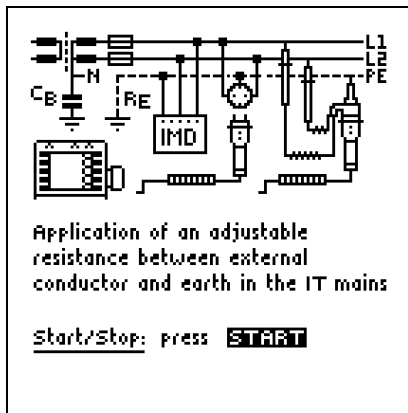 L1
L2
N
PE
CB
RE
IMD
Application of an adjustable
resistance between external
conductor and earth in the IT mains
Start/Stop: press START